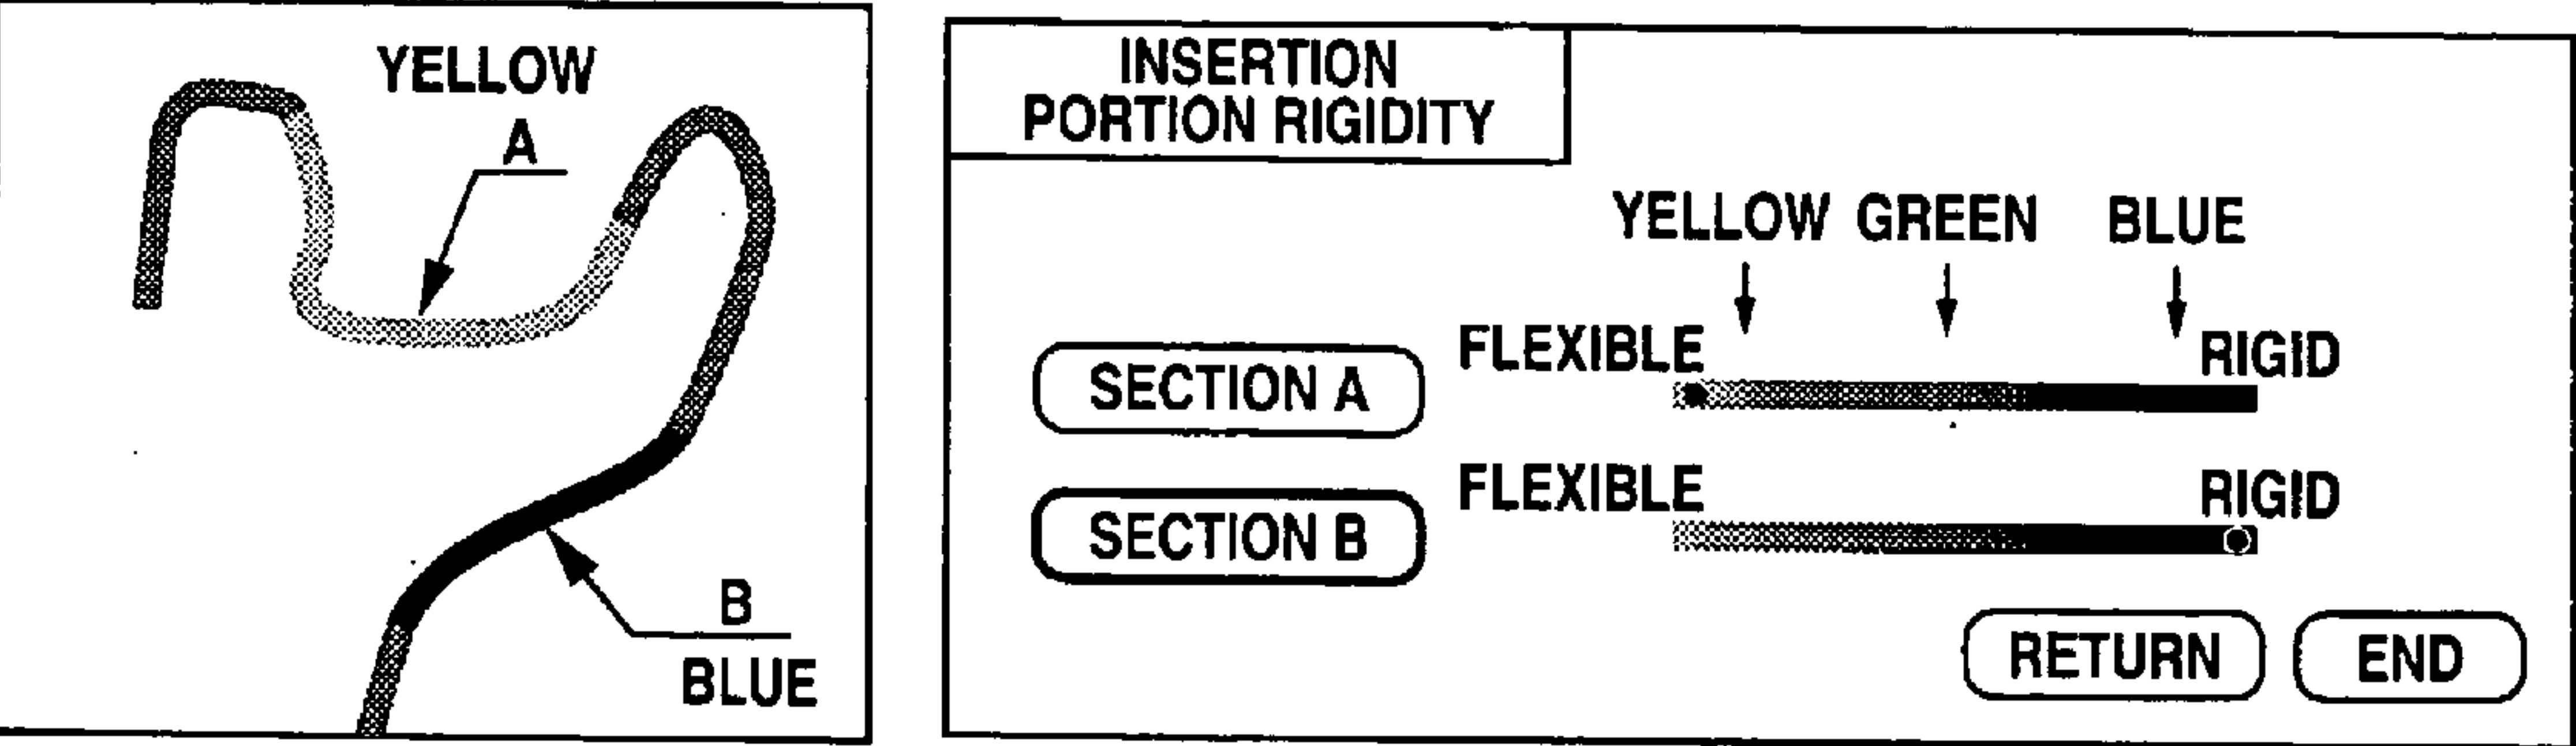 YELLOW
A
B
BLUE
INSERTION
PORTION RIGIDITY
YELLOW GREEN BLUE
FLEXIBLE RIGID
SECTION A
FLEXIBLE RIGID
SECTION B
RETURN END